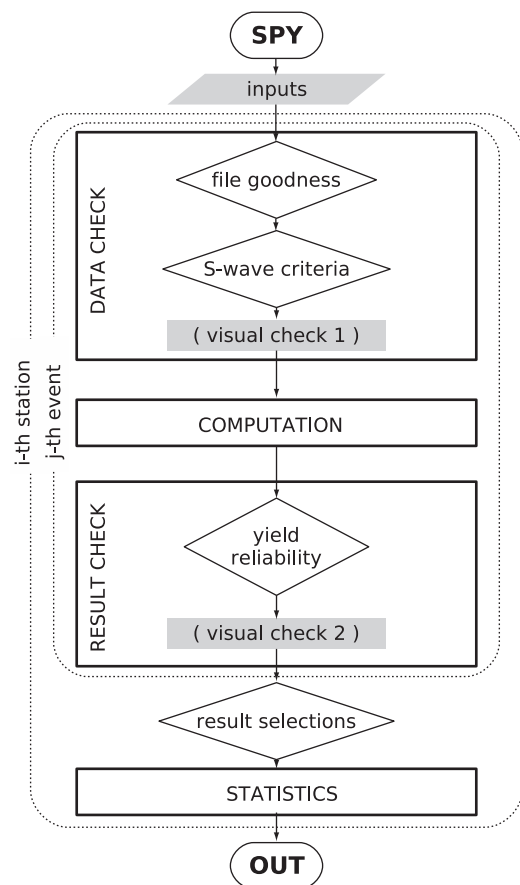 SPY
inputs
DATA CHECK
file goodness
S-wave criteria
( visual check 1 )
i-th station
j-th event
COMPUTATION
RESULT CHECK
yield
reliability
( visual check 2 )
result selections
STATISTICS
OUT